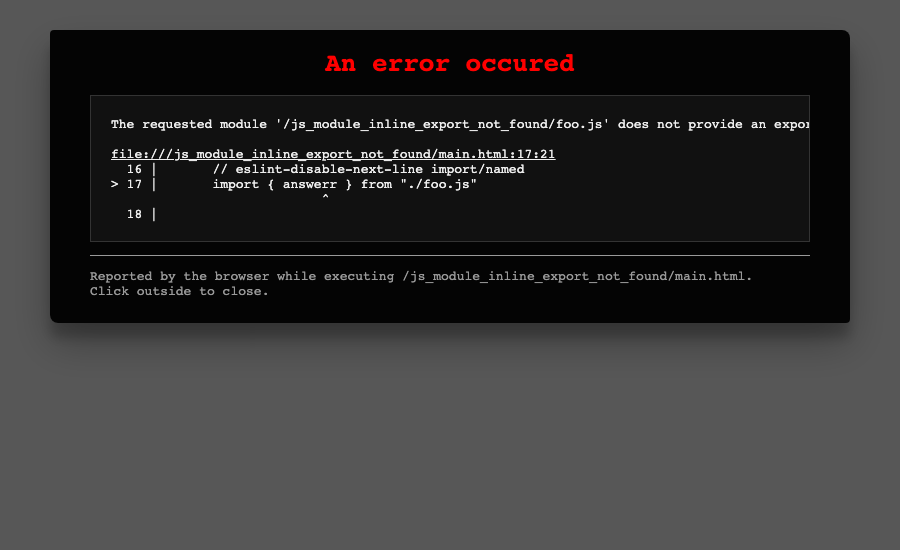 An error occured
The requested module '/js_module_inline_export_not_found/foo.js' does not provide an
file:///js_module_inline_export_not_found/main.html:17:21
  16 |       // eslint-disable-next-line import/named
> 17 |       import { answerr } from "./foo.js"
                           ^
  18 |
Reported by the browser while executing /js_module_inline_export_not_found/main.html.
Click outside to close.